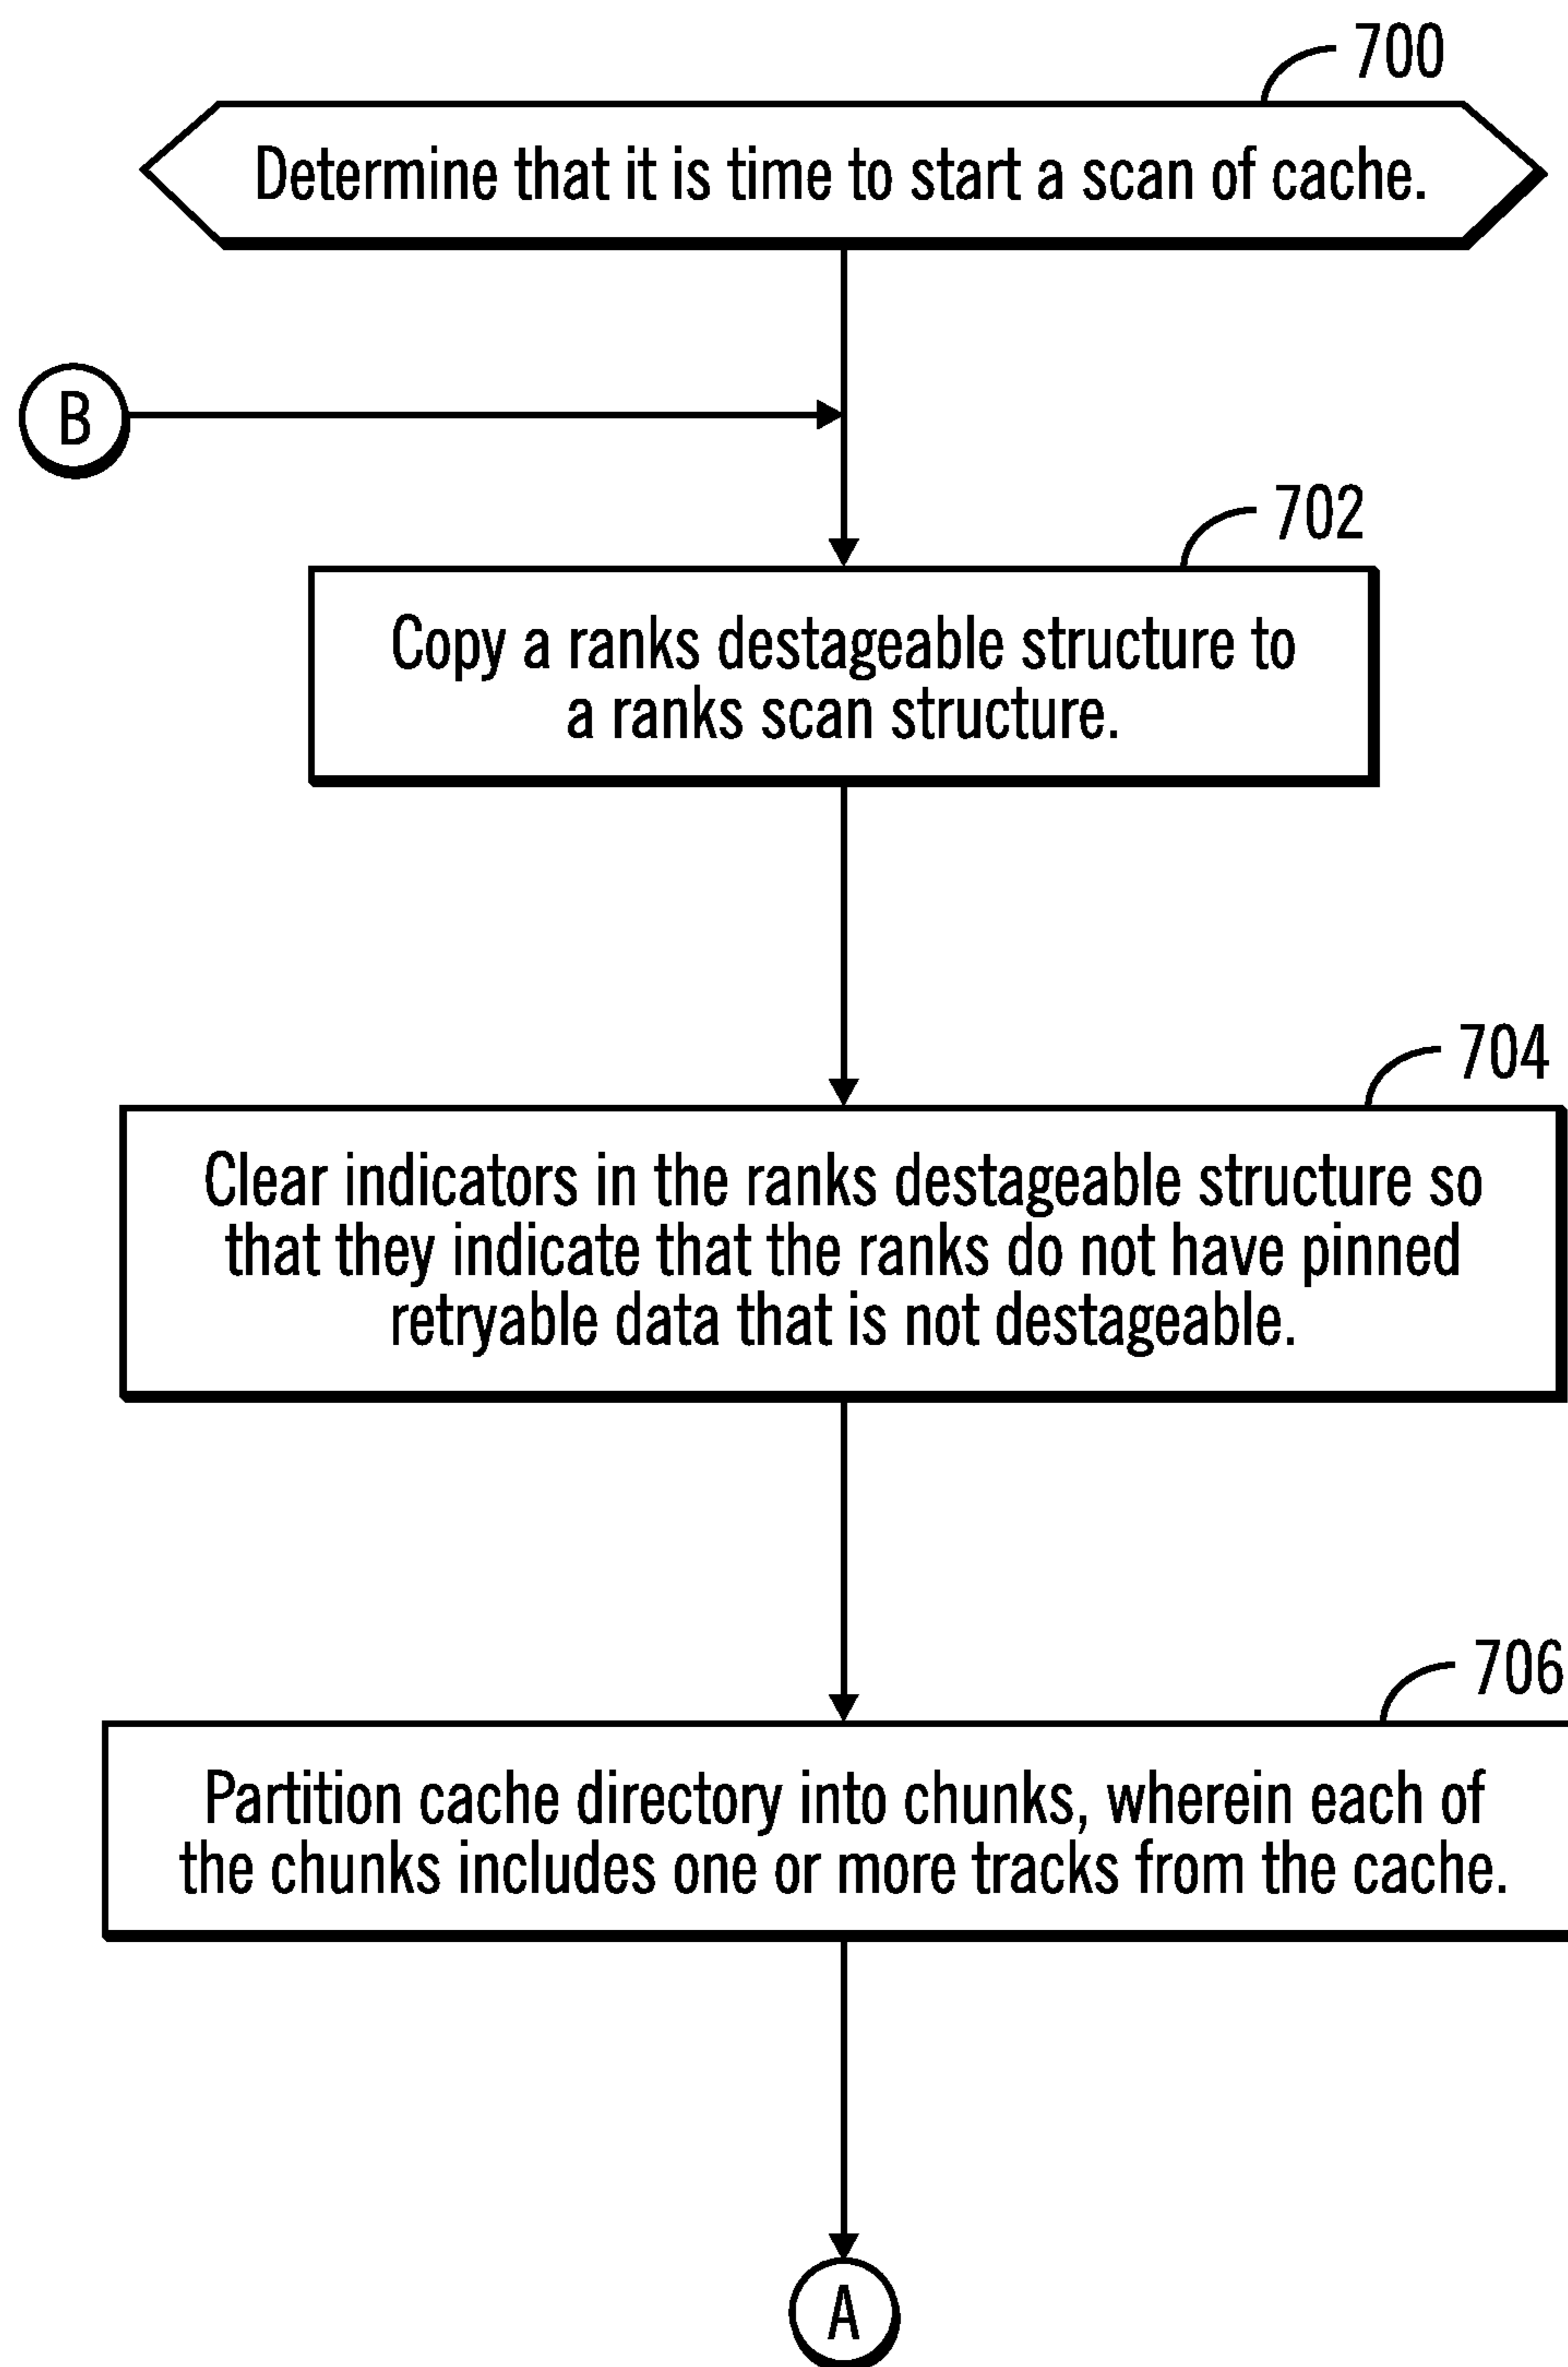 700
Determine that it is time to start a scan of cache.
B
702
Copy a ranks destageable structure to
a ranks scan structure.
704
Clear indicators in the ranks destageable structure so
that they indicate that the ranks do not have pinned
retryable data that is not destageable.
706
Partition cache directory into chunks, wherein each of
the chunks includes one or more tracks from the cache.
A